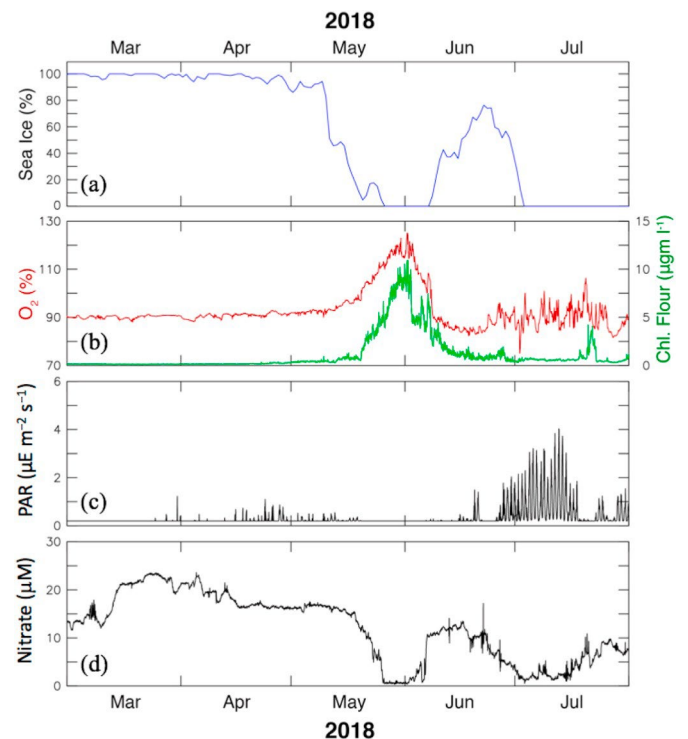 2018
Mar Apr May Jun Jul
100
80
60
40
20
0
Sea Ice (%)
(a)
130
110
90
70
O₂ (%)
(b)
15
10
5
0
Chl. Flour (µgm l⁻¹)
6
4
2
0
PAR (µE m⁻² s⁻¹)
(c)
30
20
10
0
Nitrate (µM)
(d)
Mar Apr May Jun Jul
2018